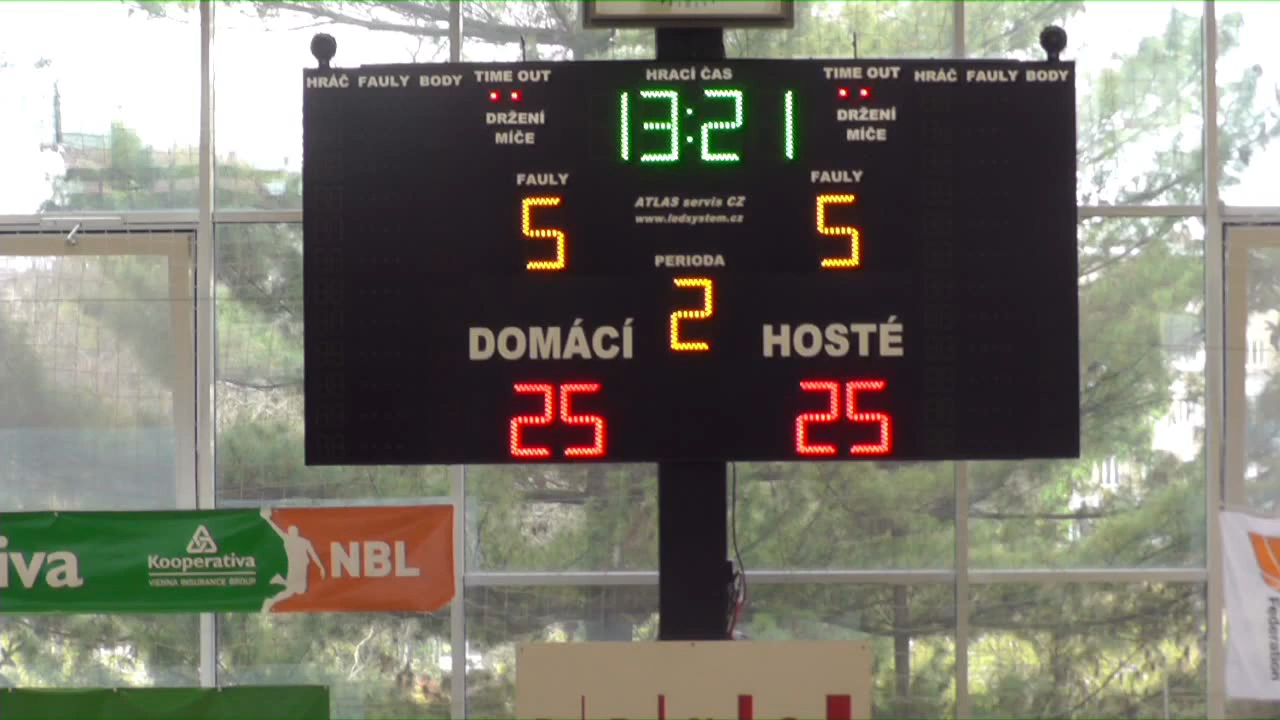 HRÁČ FAULY BODY TIME OUT HRACÍ ČAS TIME OUT HRÁČ FAULY BODY
13:21
DRŽENÍ
MÍČE
DRŽENÍ
MÍČE
FAULY
FAULY
5
5
ATLAS servis CZ
www.ledsystem.cz
PERIODA
2
DOMÁCÍ
HOSTÉ
25
25
iva
Kooperativa
VIENNA INSURANCE GROUP
NBL
Federation